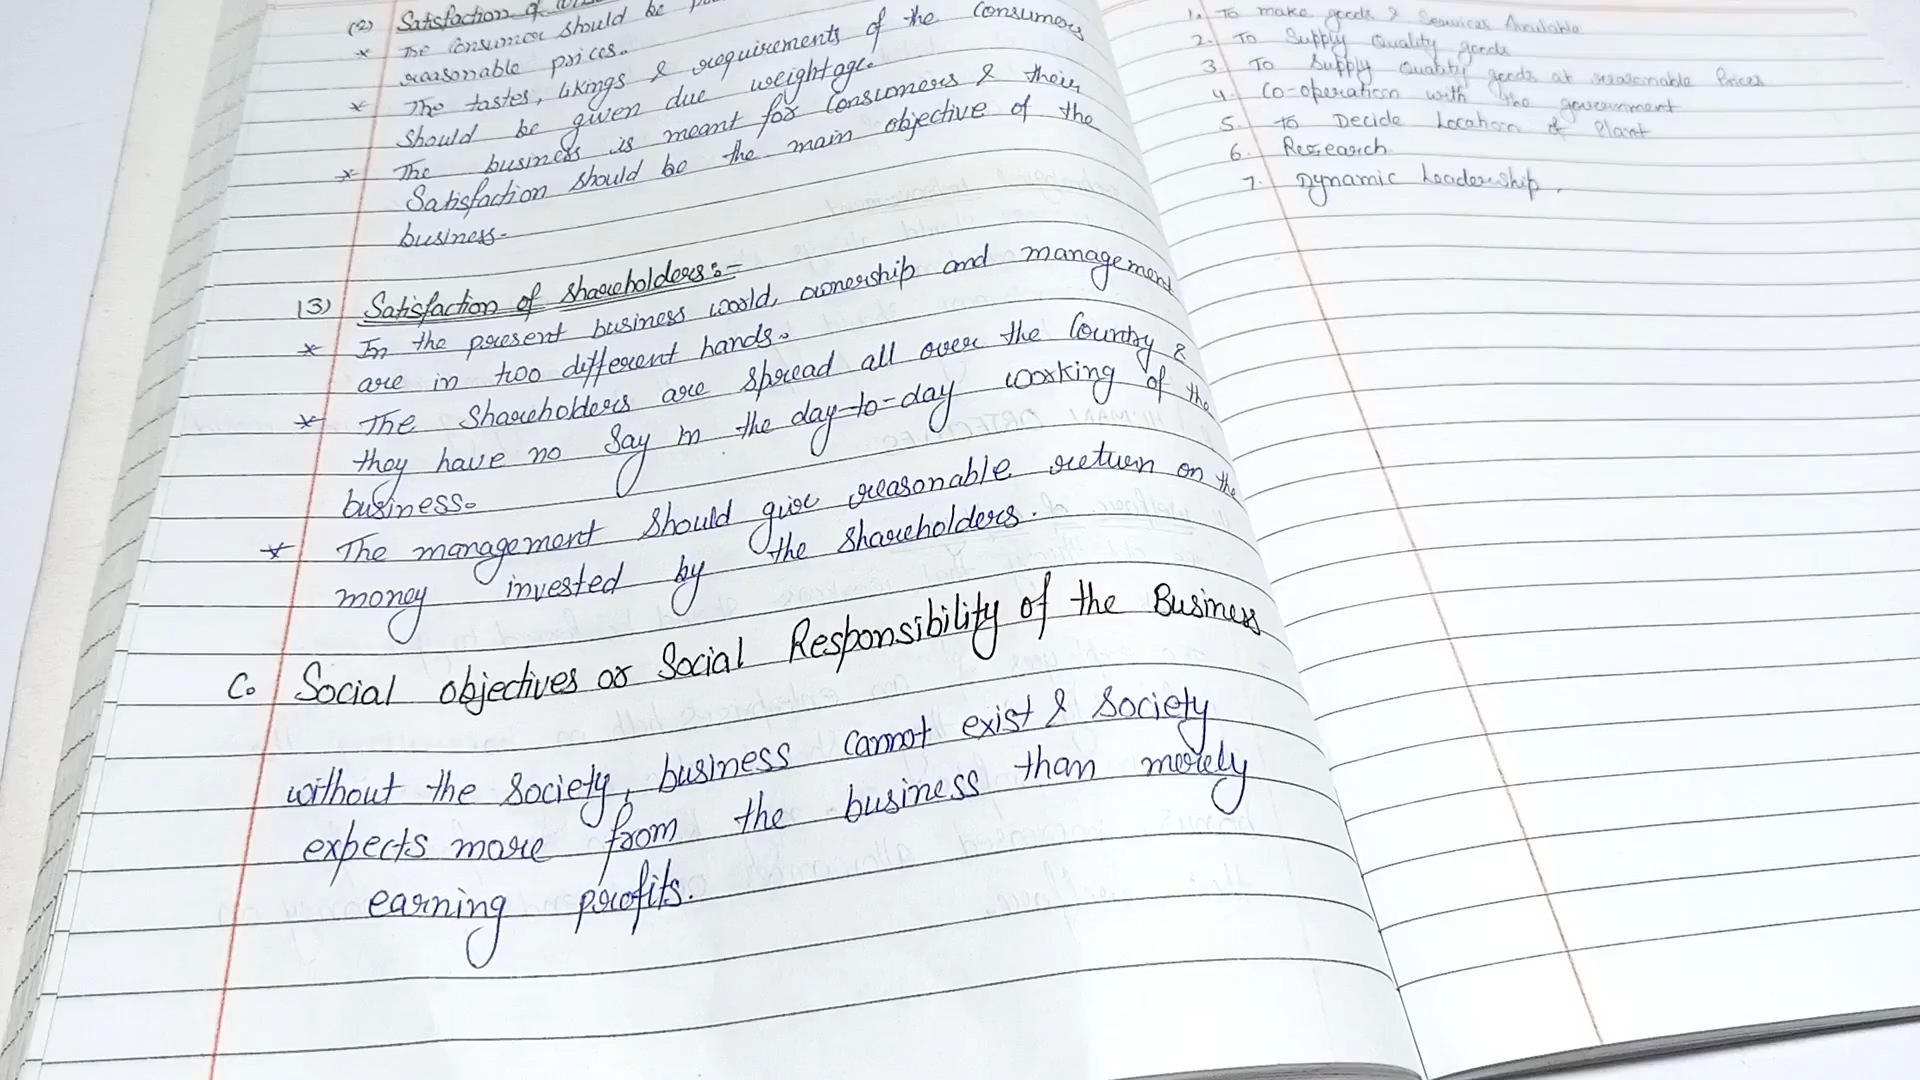 (2) Satisfaction of
* The Consumer should be
reasonable prices.
* The tastes, likings & requirements of the Consumers
should be given due weightage.
* The business is meant for Consumers & their
Satisfaction should be the main objective of the
business.
(3) Satisfaction of shareholders:-
* In the present business world, ownership and management
are in two different hands.
* The Shareholders are spread all over the Country &
they have no Say in the day-to-day working of the
business.
* The management should give reasonable return on the
money invested by the shareholders.
C. Social objectives or Social Responsibility of the Business
without the Society, business cannot exist & Society
expects more from the business than merely
earning profits.
1. To make goods & Services Available
2. To Supply Quality goods
3. To Supply Quality goods at reasonable Prices
4. Co-operation with the government
5. To Decide Location of Plant
6. Research
7. Dynamic Leadership.